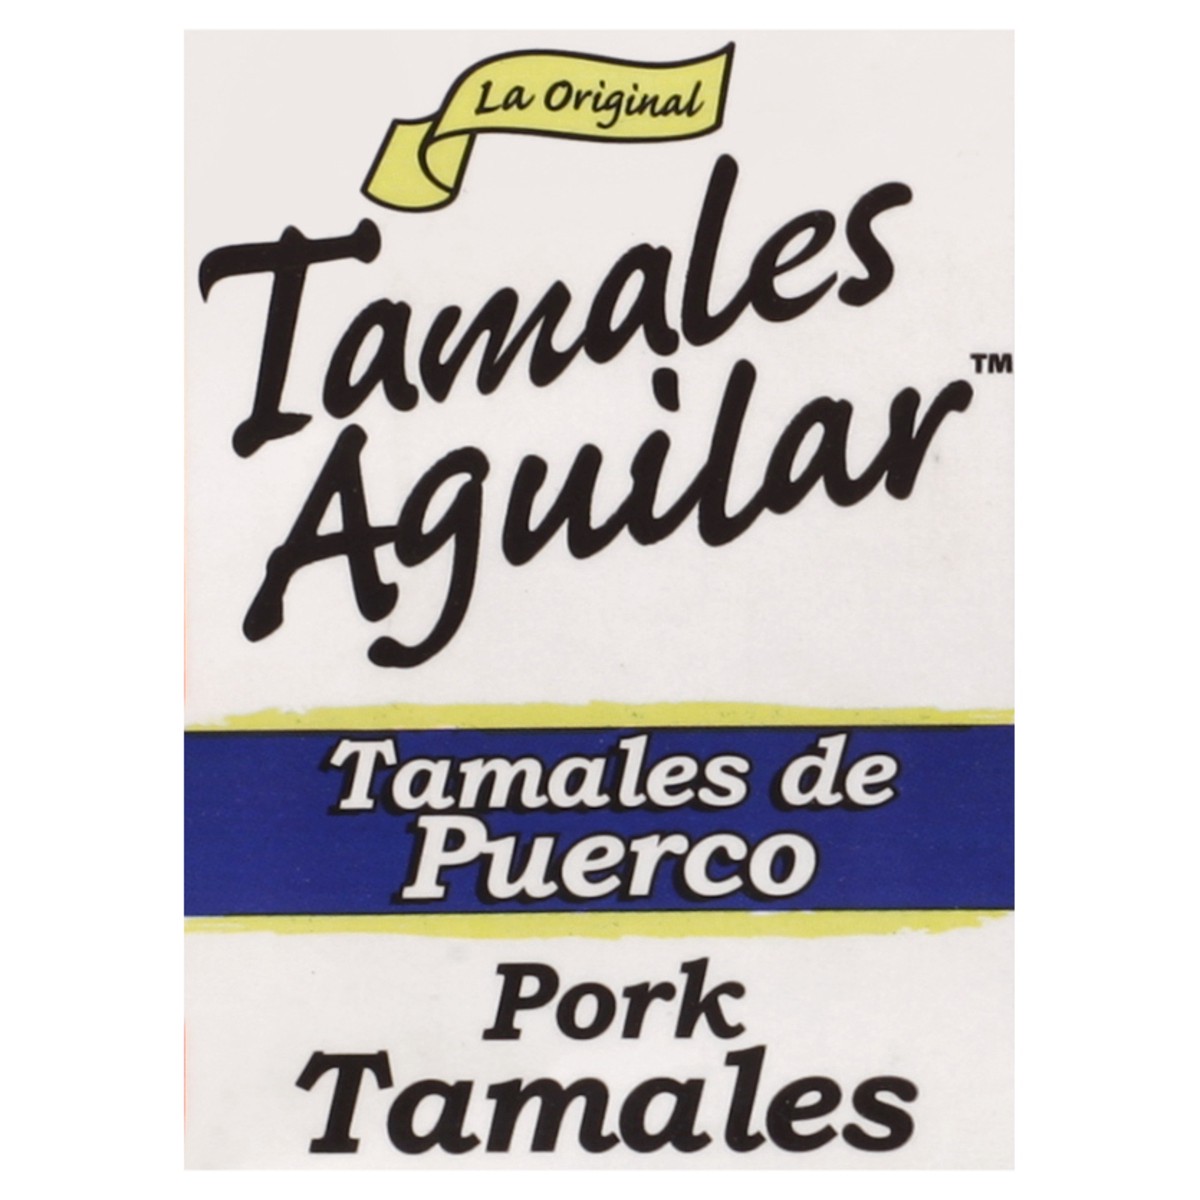 La Original
Tamales
Aguilar™
Tamales de
Puerco
Pork
Tamales